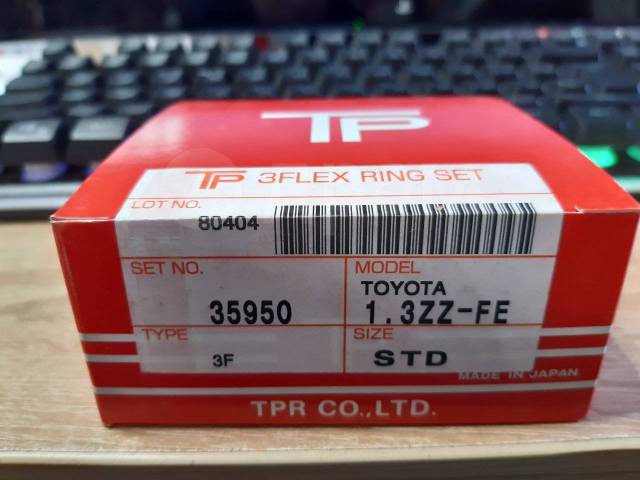 TP
TP 3FLEX RING SET
LOT NO.
80404
SET NO.
35950
MODEL
TOYOTA
1.3ZZ-FE
TYPE
3F
SIZE
STD
MADE IN JAPAN
TPR CO.,LTD.